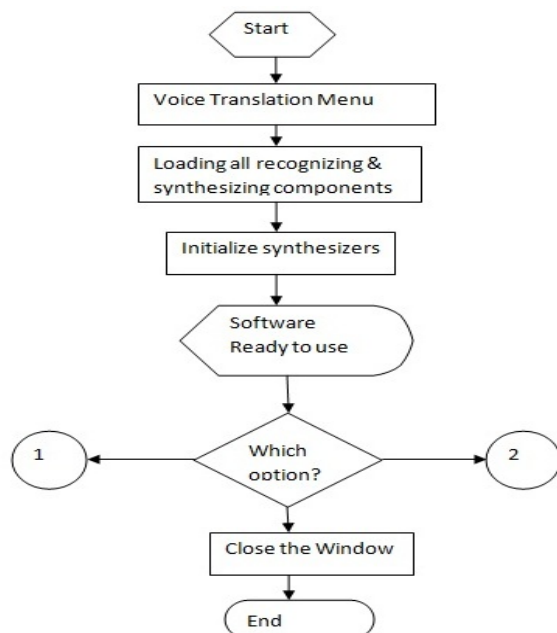 Start
Voice Translation Menu
Loading all recognizing &
synthesizing components
Initialize synthesizers
Software
Ready to use
1
Which
option?
2
Close the Window
End